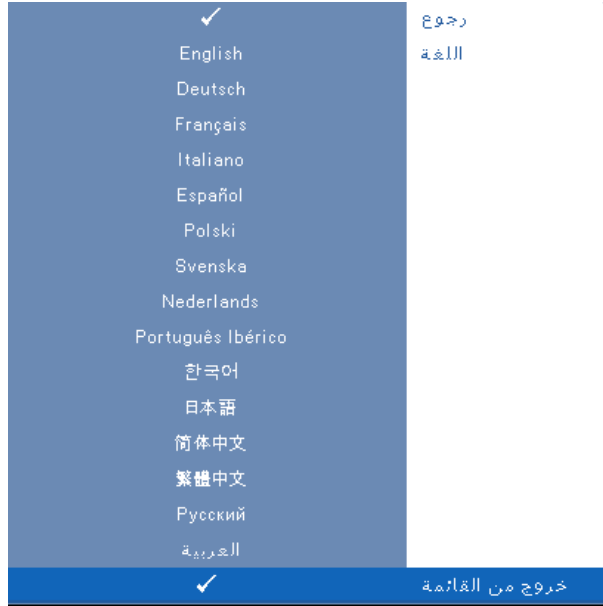 رجوع ✓
اللغة English
Deutsch
Français
Italiano
Español
Polski
Svenska
Nederlands
Português Ibérico
한국어
日本語
简体中文
繁體中文
Русский
العربية
خروج من القائمة ✓